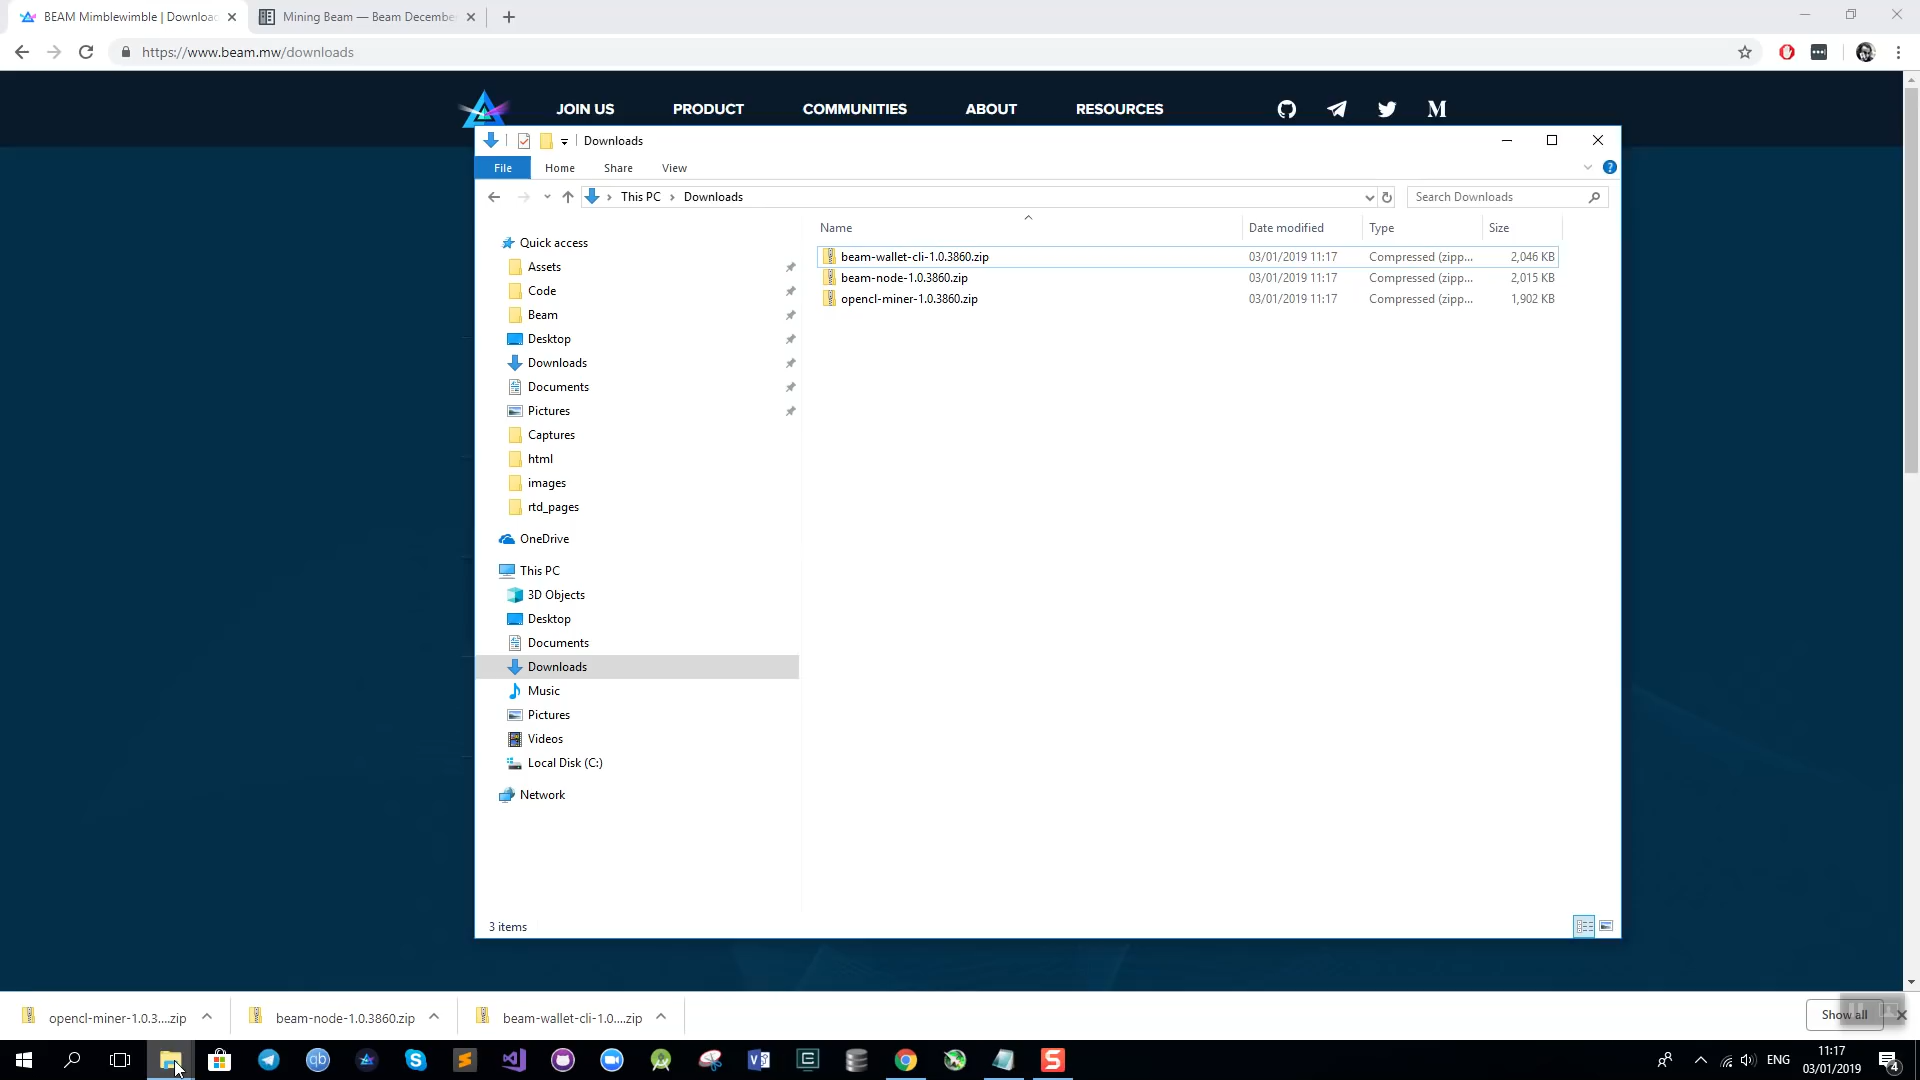 BEAM Mimblewimble | Downloac
Mining Beam — Beam December
https://www.beam.mw/downloads
JOIN US
PRODUCT
COMMUNITIES
ABOUT
RESOURCES
Downloads
File
Home
Share
View
This PC
Downloads
Search Downloads
Name
Date modified
Type
Size
beam-wallet-cli-1.0.3860.zip 03/01/2019 11:17 Compressed (zipp... 2,046 KB
beam-node-1.0.3860.zip 03/01/2019 11:17 Compressed (zipp... 2,015 KB
opencl-miner-1.0.3860.zip 03/01/2019 11:17 Compressed (zipp... 1,902 KB
Quick access
Assets
Code
Beam
Desktop
Downloads
Documents
Pictures
Captures
html
images
rtd_pages
OneDrive
This PC
3D Objects
Desktop
Documents
Downloads
Music
Pictures
Videos
Local Disk (C:)
Network
3 items
opencl-miner-1.0.3....zip
beam-node-1.0.3860.zip
beam-wallet-cli-1.0....zip
Show all
ENG
11:17
03/01/2019
4